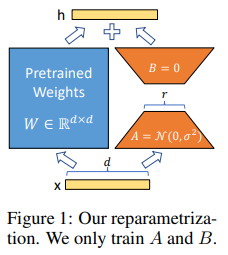 h
Pretrained
Weights
W ∈ ℝ^{d×d}
B = 0
r
A = 𝒩(0, σ²)
d
x
Figure 1: Our reparametriza-
tion. We only train A and B.